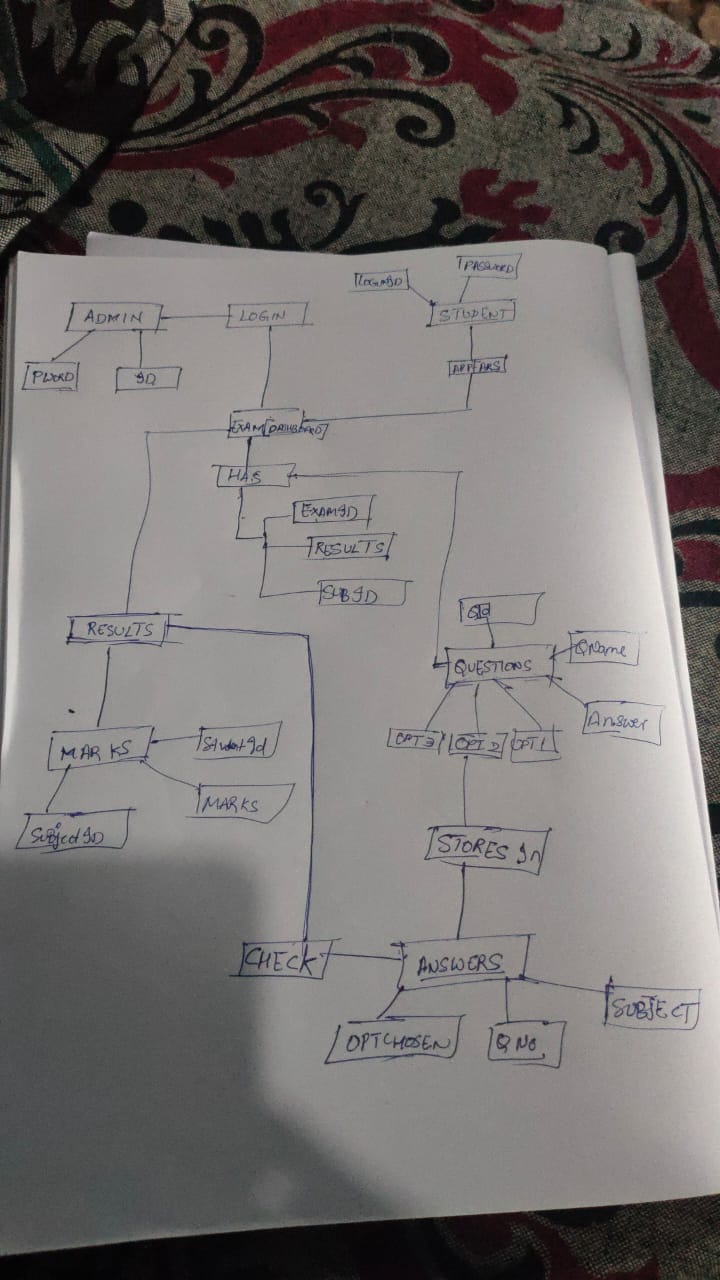 LOGINID
PASSWORD
ADMIN
LOGIN
STUDENT
PWORD
ID
APPEARS
EXAM[DASHBOARD]
HAS
EXAMID
RESULTS
SUBID
RESULTS
QId
QUESTIONS
QName
Answer
OPT3
OPT2
OPT1
MARKS
StudentId
MARKS
SubjectID
STORES In
CHECK
ANSWERS
SUBJECT
OPTCHOSEN
Q No.